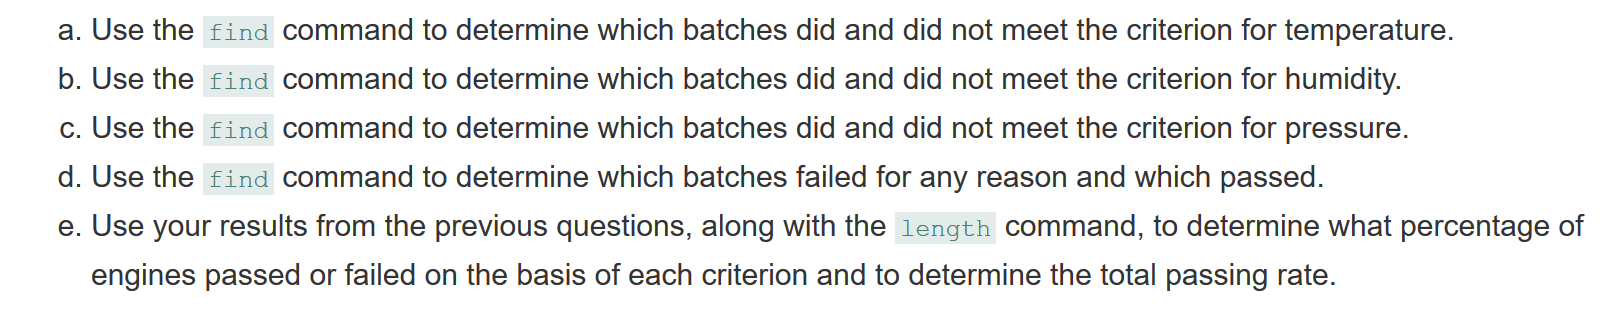 a. Use the find command to determine which batches did and did not meet the criterion for temperature.
b. Use the find command to determine which batches did and did not meet the criterion for humidity.
c. Use the find command to determine which batches did and did not meet the criterion for pressure.
d. Use the find command to determine which batches failed for any reason and which passed.
e. Use your results from the previous questions, along with the length command, to determine what percentage of
engines passed or failed on the basis of each criterion and to determine the total passing rate.